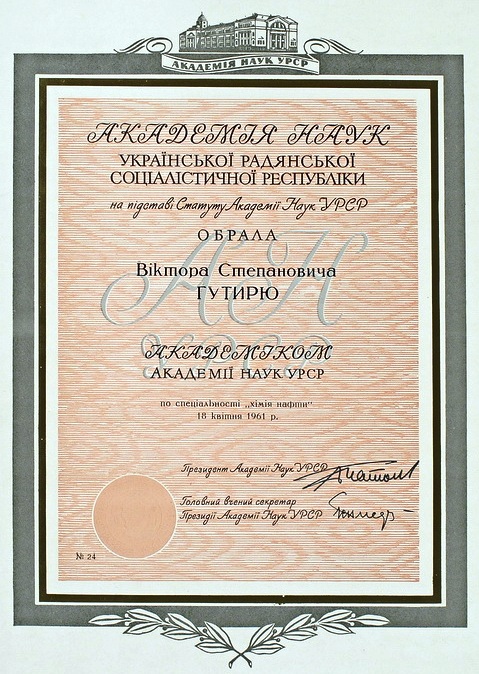 АКАДЕМІЯ НАУК УРСР
АКАДЕМІЯ НАУК
УКРАЇНСЬКОЇ РАДЯНСЬКОЇ
СОЦІАЛІСТИЧНОЇ РЕСПУБЛІКИ
на підставі Статуту Академії Наук УРСР
ОБРАЛА
АН
УРСР
Віктора Степановича
ГУТИРЮ
АКАДЕМІКОМ
АКАДЕМІЇ НАУК УРСР
по спеціальності „хімія нафти“
18 квітня 1961 р.
Президент Академії Наук УРСР
Головний вчений секретар
Президії Академії Наук УРСР
№ 24